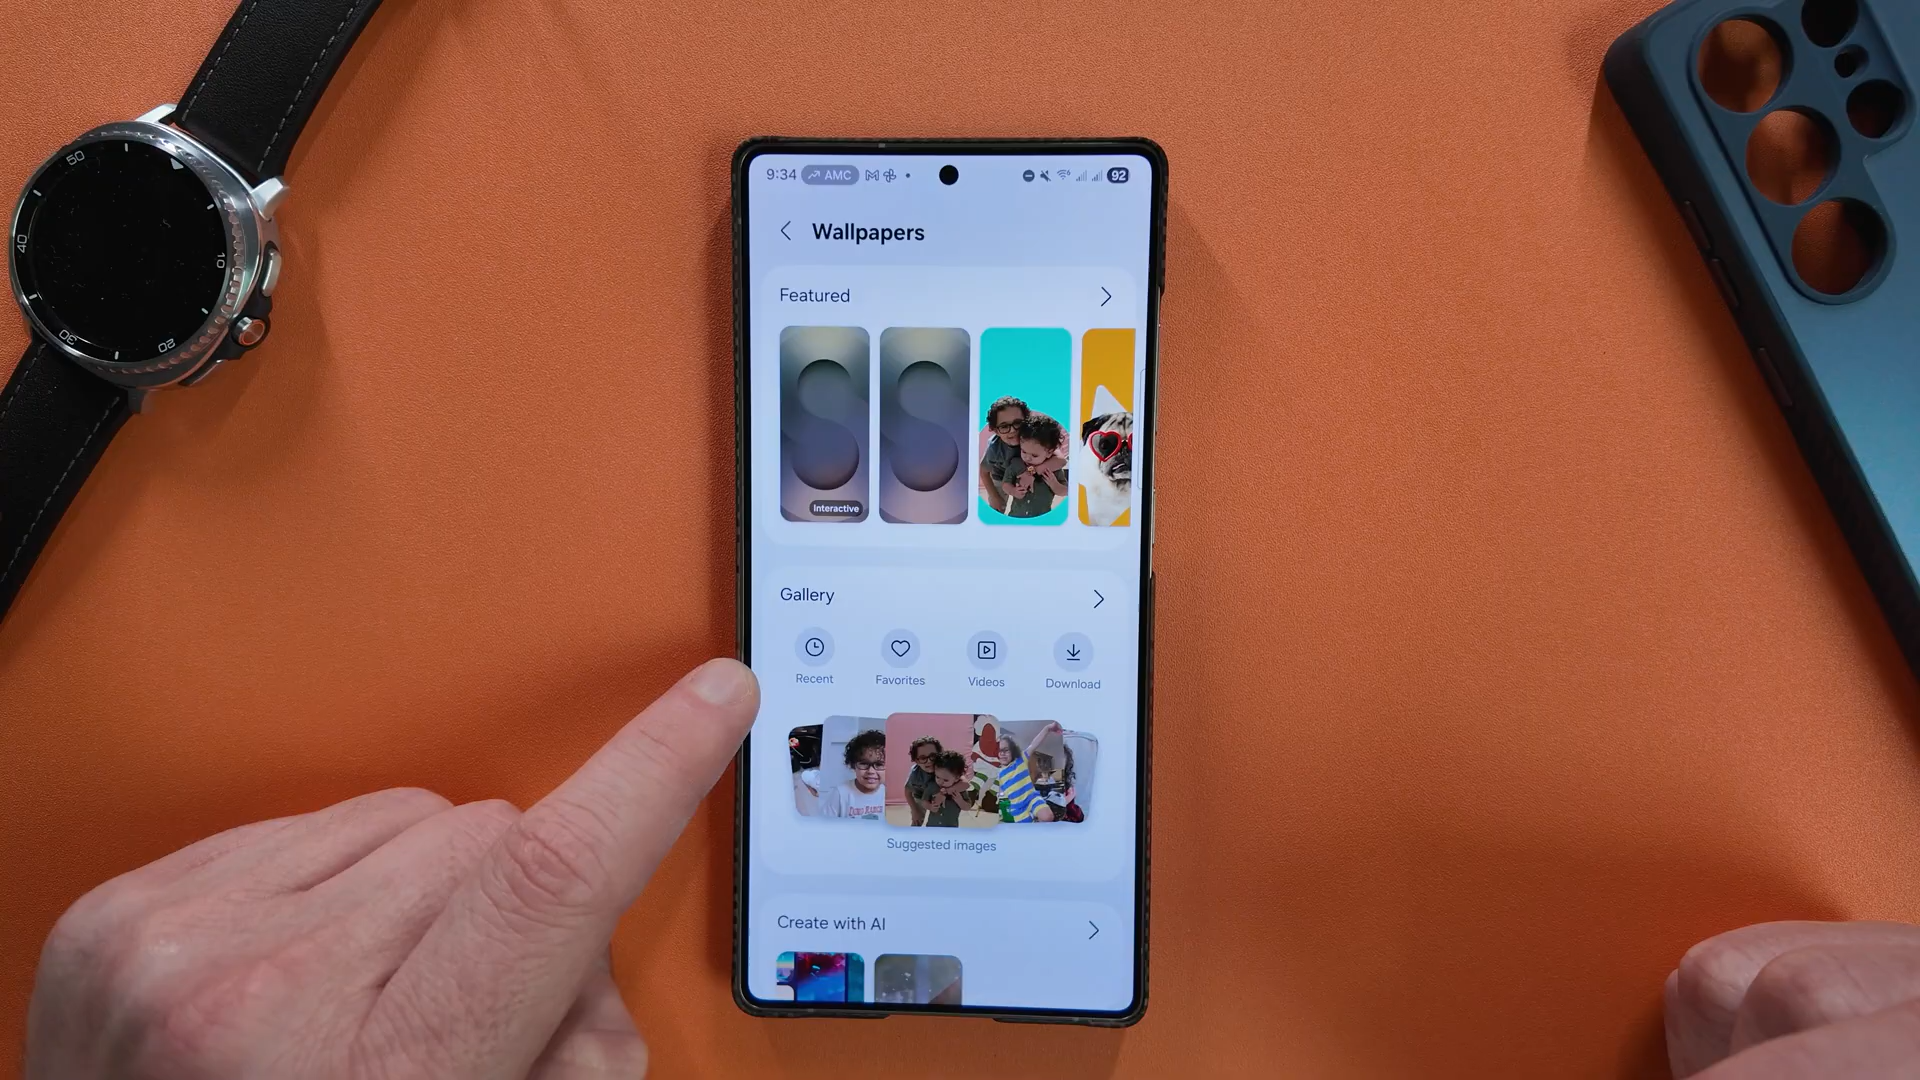 50
40
10
30
20
9:34 AMC 92
Wallpapers
Featured
Interactive
Gallery
Recent Favorites Videos Download
Suggested images
Create with AI